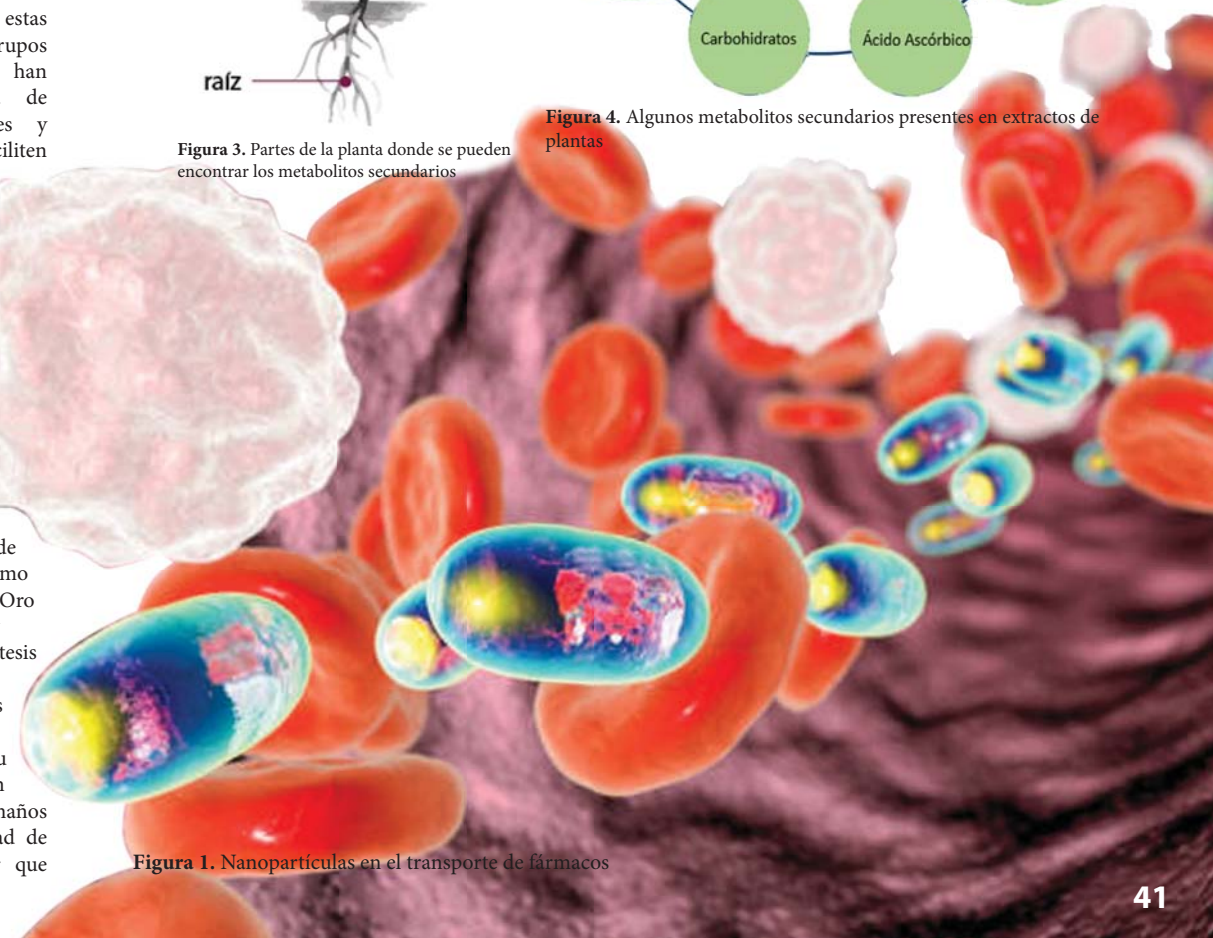 estas
rupos
han
de
es y
ciliten
de
mo
Oro
tesis
s
u
n
maños
ad de
que
raíz
Figura 3. Partes de la planta donde se pueden
encontrar los metabolitos secundarios
Carbohidratos
Ácido Ascórbico
Figura 4. Algunos metabolitos secundarios presentes en extractos de
plantas
Figura 1. Nanopartículas en el transporte de fármacos
41